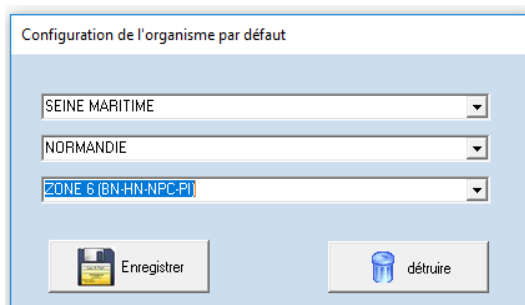 Configuration de l'organisme par défaut
SEINE MARITIME
NORMANDIE
ZONE 6 (BN-HN-NPC-PI)
Enregistrer
détruire